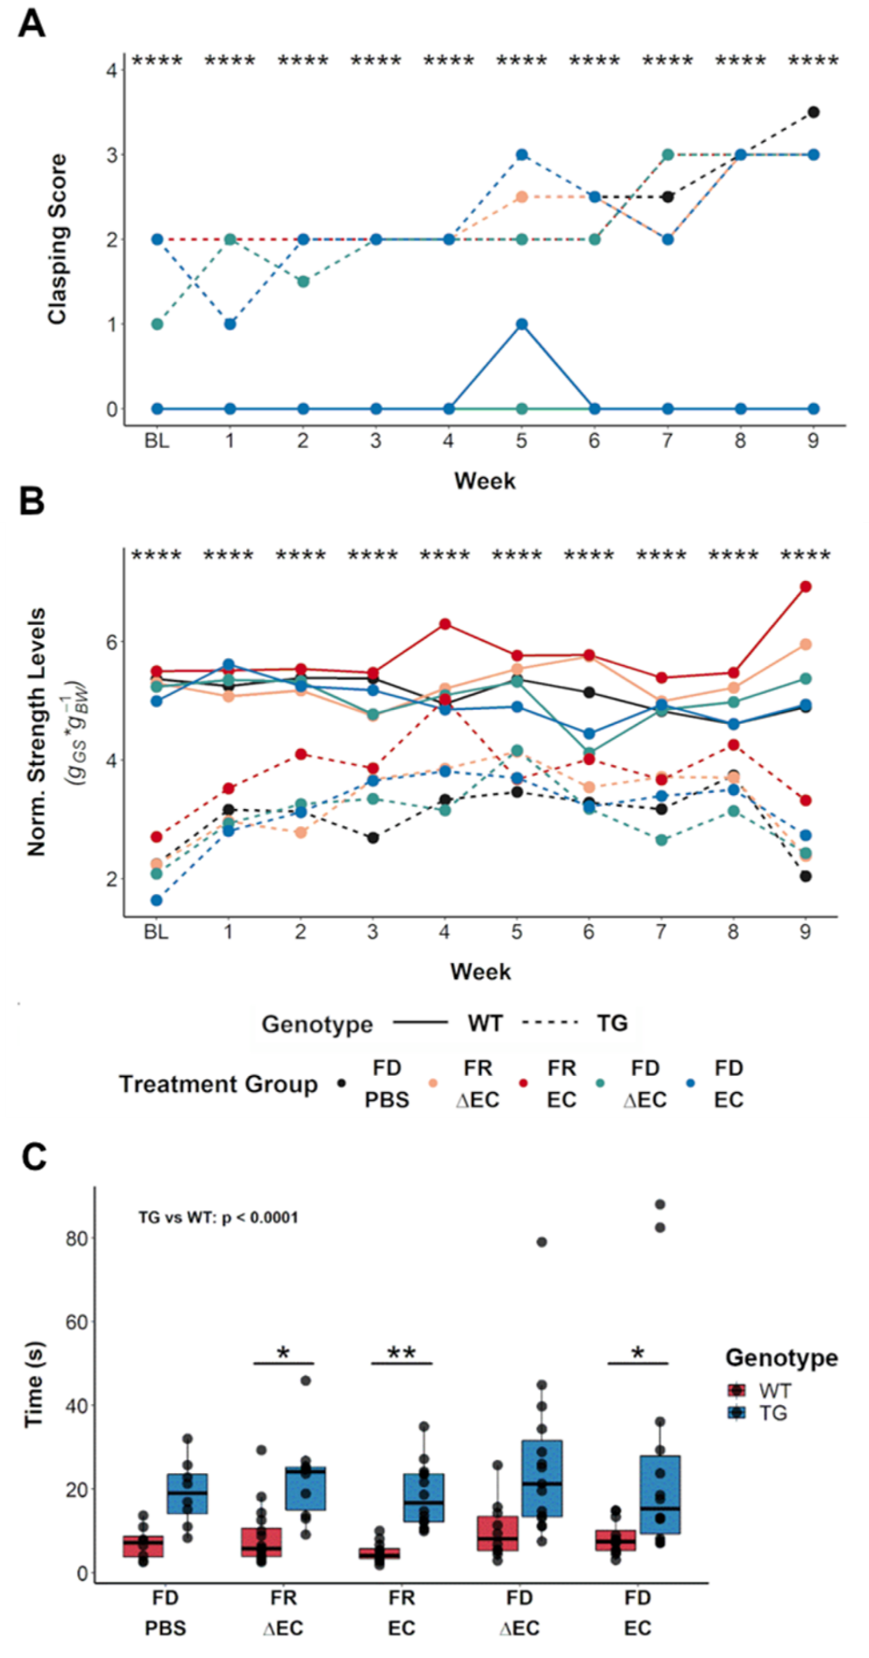 A
**** **** **** **** **** **** **** **** **** ****
4
3
2
1
0
Clasping Score
BL 1 2 3 4 5 6 7 8 9
Week
B
**** **** **** **** **** **** **** **** **** ****
6
4
2
Norm. Strength Levels
(g_GS*g_BW^-1)
BL 1 2 3 4 5 6 7 8 9
Week
Genotype WT TG
Treatment Group
FD PBS
FR ΔEC
FR EC
FD ΔEC
FD EC
C
TG vs WT: p < 0.0001
80
60
40
20
0
Time (s)
* ** *
Genotype
WT
TG
FD FR FR FD FD
PBS ΔEC EC ΔEC EC